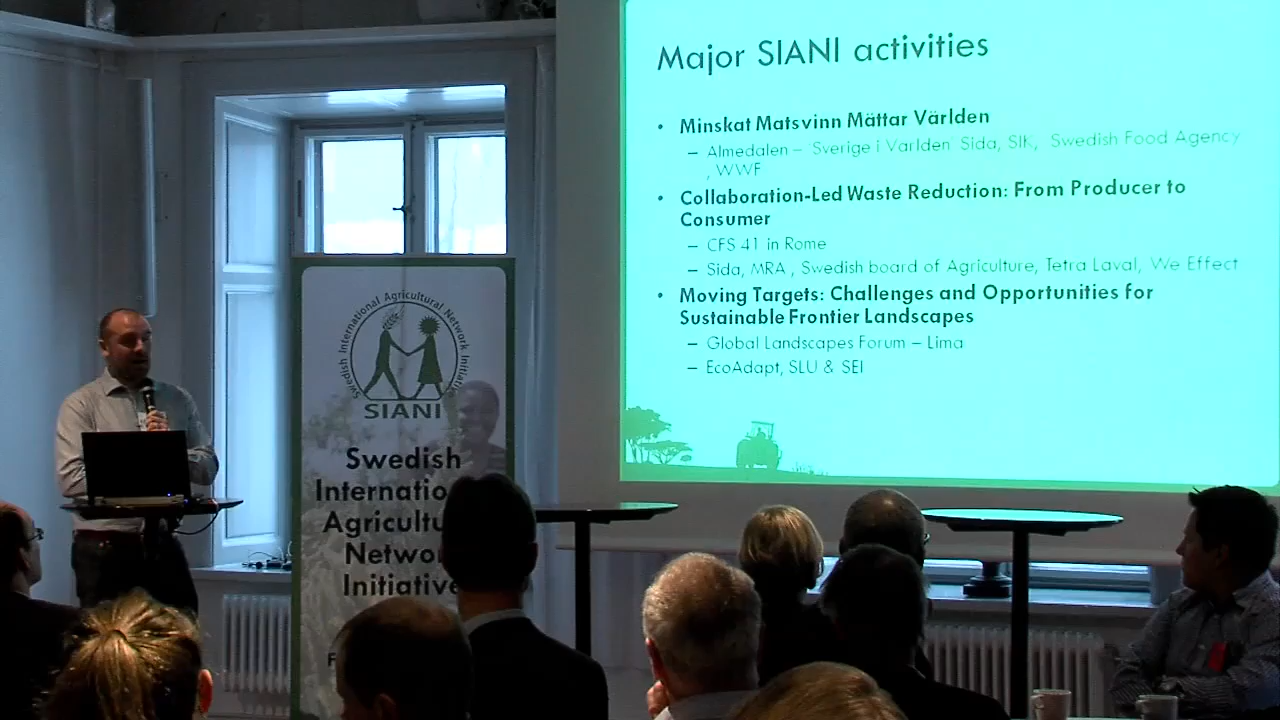 Major SIANI activities
• Minskat Matsvinn Mättar Världen
– Almedalen – 'Sverige i Varlden' Sida, SIK, Swedish Food Agency
, WWF
• Collaboration-Led Waste Reduction: From Producer to
Consumer
– CFS 41 in Rome
– Sida, MRA , Swedish board of Agriculture, Tetra Laval, We Effect
• Moving Targets: Challenges and Opportunities for
Sustainable Frontier Landscapes
– Global Landscapes Forum – Lima
– EcoAdapt, SLU & SEI
Swedish International Agricultural Network Initiative
SIANI
Swedish
Internatio
Agricultu
Networ
Initiative